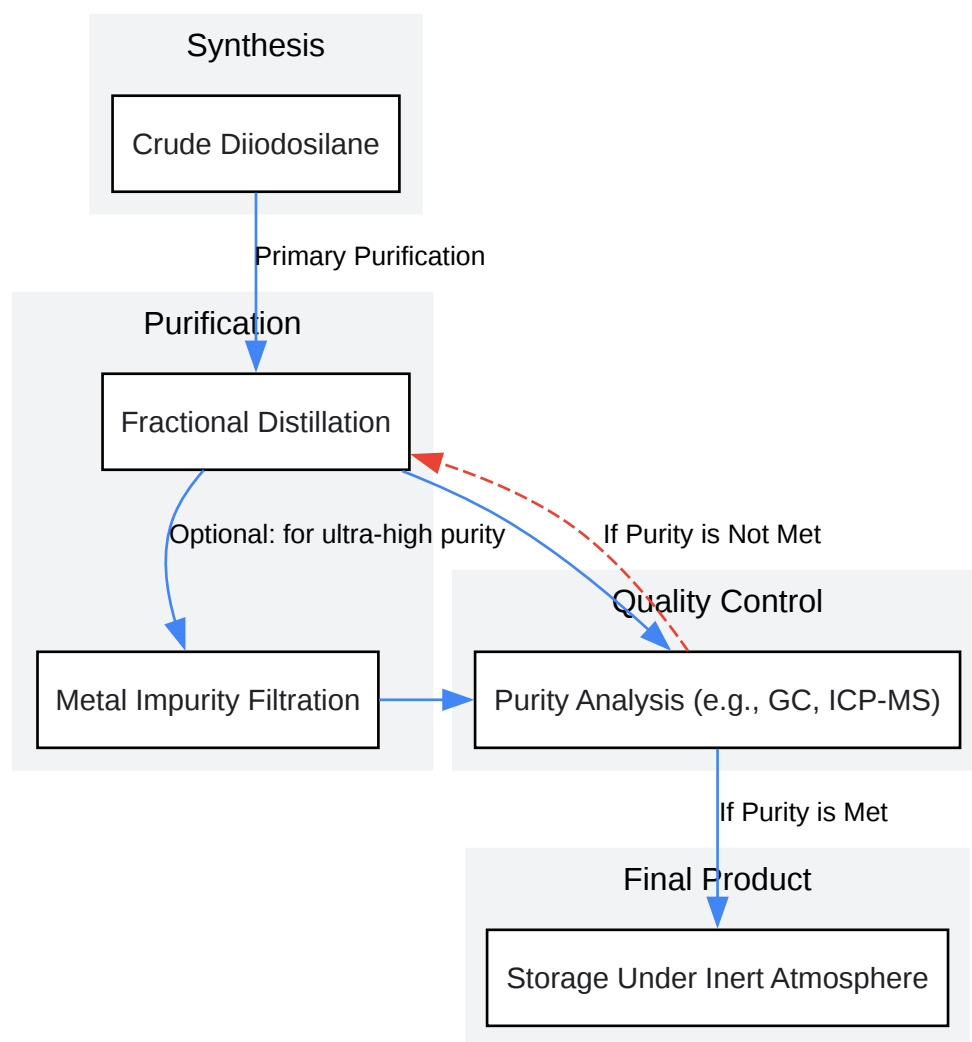 Synthesis
Crude Diiodosilane
Primary Purification
Purification
Fractional Distillation
Optional: for ultra-high purity
If Purity is Not Met
Quality Control
Metal Impurity Filtration
Purity Analysis (e.g., GC, ICP-MS)
If Purity is Met
Final Product
Storage Under Inert Atmosphere